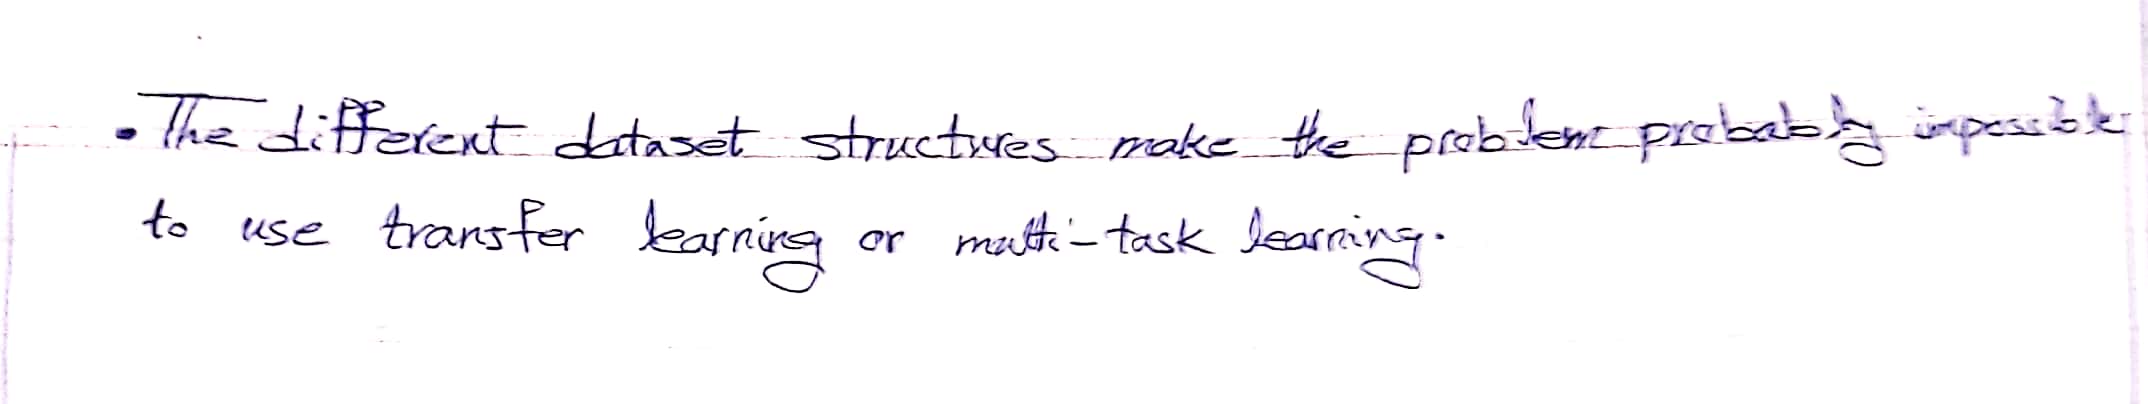 • The different dataset structures make the problem probably impossible
to use transfer learning or multi-task learning.